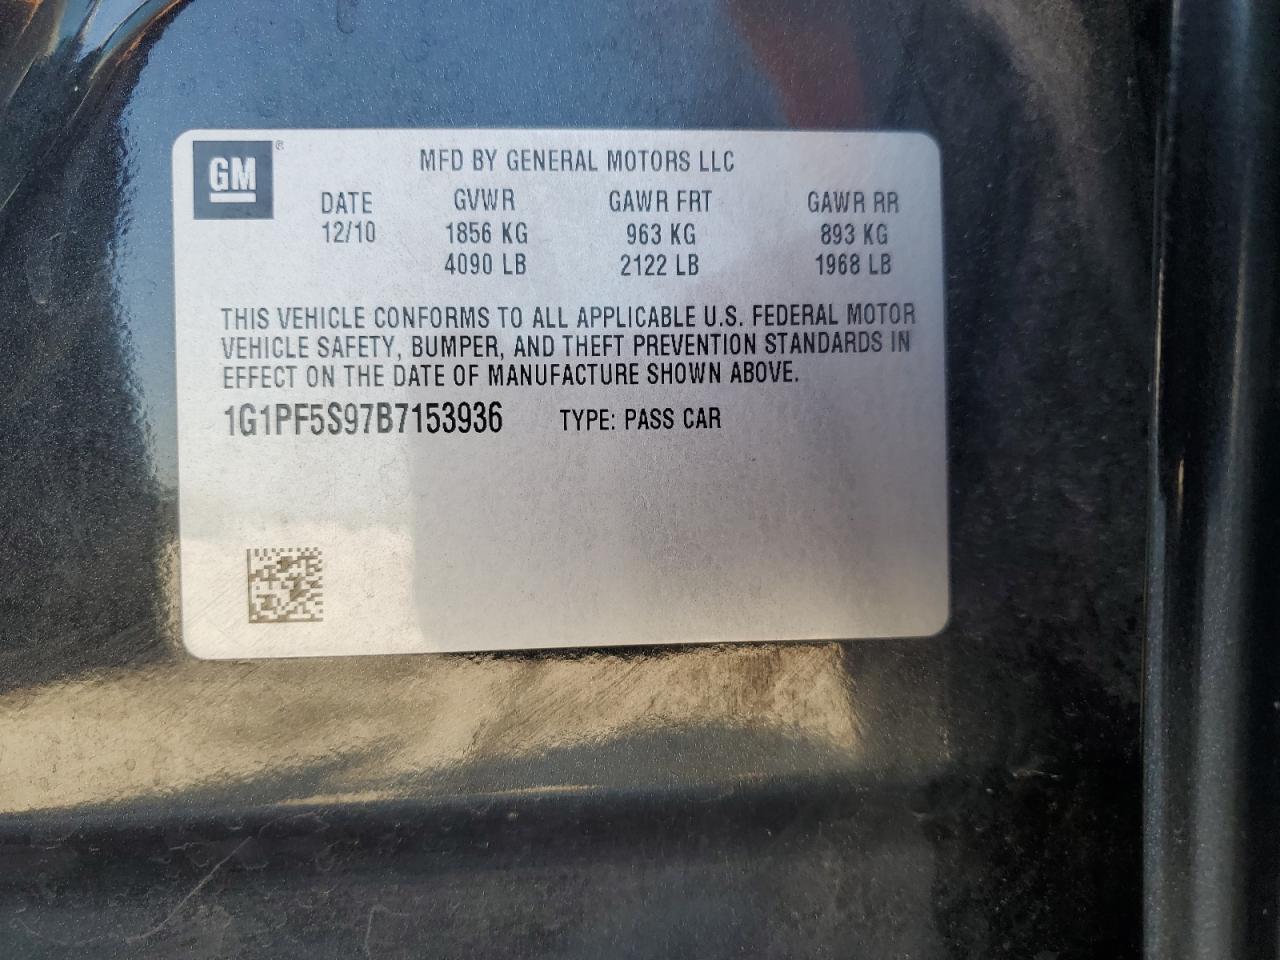 GM®
MFD BY GENERAL MOTORS LLC
DATE GVWR GAWR FRT GAWR RR
12/10 1856 KG 963 KG 893 KG
4090 LB 2122 LB 1968 LB
THIS VEHICLE CONFORMS TO ALL APPLICABLE U.S. FEDERAL MOTOR
VEHICLE SAFETY, BUMPER, AND THEFT PREVENTION STANDARDS IN
EFFECT ON THE DATE OF MANUFACTURE SHOWN ABOVE.
1G1PF5S97B7153936 TYPE: PASS CAR